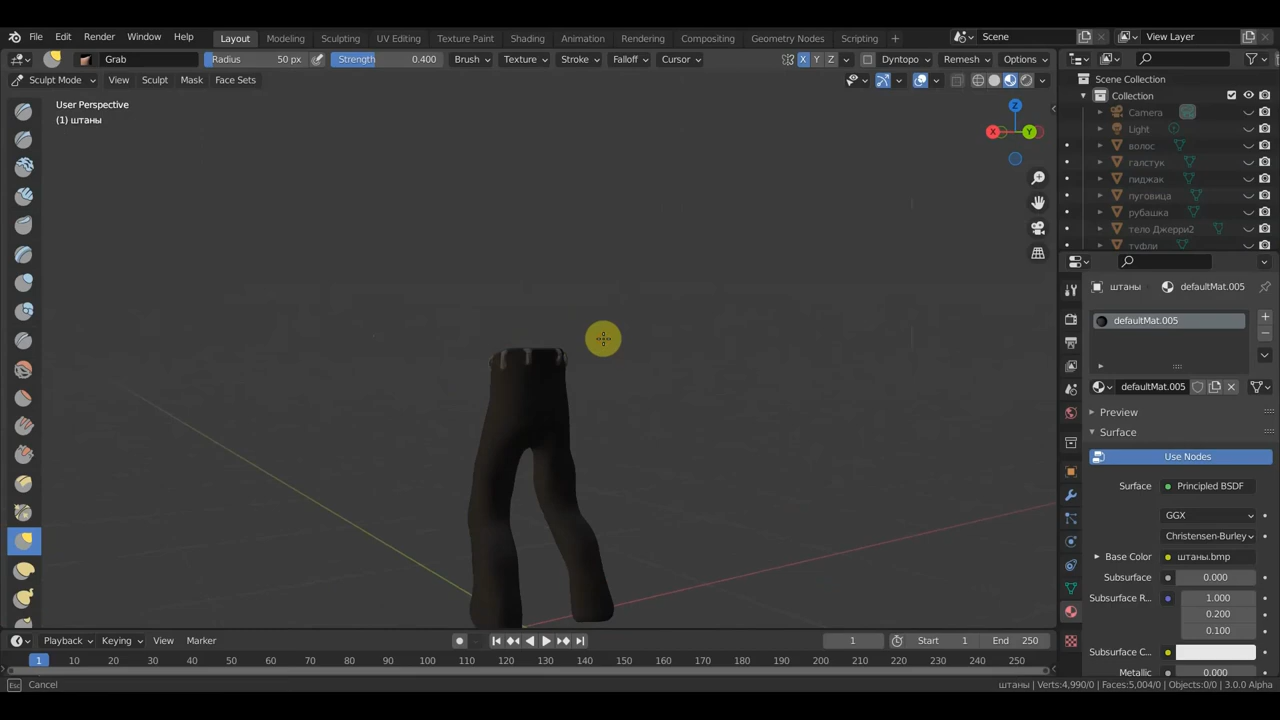 File Edit Render Window Help Layout Modeling Sculpting UV Editing Texture Paint Shading Animation Rendering Compositing Geometry Nodes Scripting + Scene View Layer
Grab Radius 50 px Strength 0.400 Brush Texture Stroke Falloff Cursor X Y Z Dyntopo Remesh Options
Sculpt Mode View Sculpt Mask Face Sets
User Perspective
(1) штаны
Z
X Y
Scene Collection
Collection
Camera
Light
волос
галстук
пиджак
пуговица
рубашка
тело Джерри2
туфли
штаны defaultMat.005
defaultMat.005
defaultMat.005
Preview
Surface
Use Nodes
Surface Principled BSDF
GGX
Christensen-Burley
Base Color штаны.bmp
Subsurface 0.000
Subsurface R... 1.000
0.200
0.100
Subsurface C...
Metallic 0.000
Playback Keying View Marker 1 Start 1 End 250
1 10 20 30 40 50 60 70 80 90 100 110 120 130 140 150 160 170 180 190 200 210 220 230 240 250
Esc Cancel штаны | Verts:4,990/0 | Faces:5,004/0 | Objects:0/0 | 3.0.0 Alpha